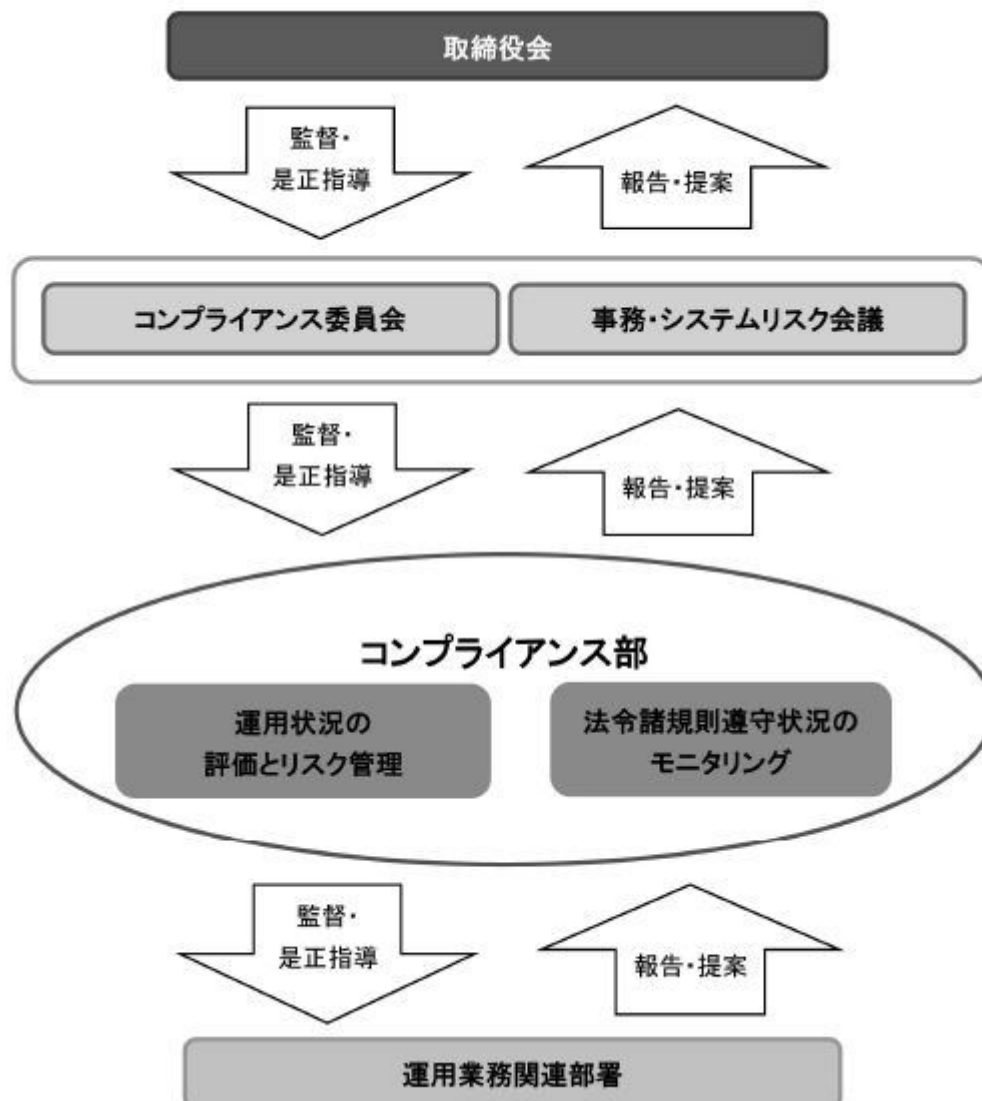 取締役会
監督・
是正指導
報告・提案
コンプライアンス委員会
事務・システムリスク会議
監督・
是正指導
報告・提案
コンプライアンス部
運用状況の
評価とリスク管理
法令諸規則遵守状況の
モニタリング
監督・
是正指導
報告・提案
運用業務関連部署